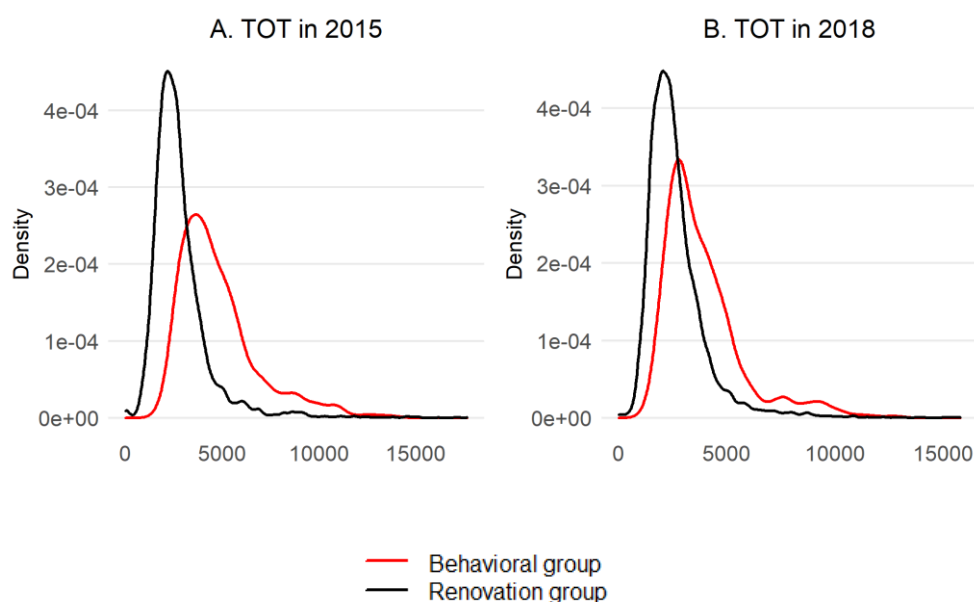 A. TOT in 2015
4e-04
3e-04
2e-04
1e-04
0e+00
Density
0 5000 10000 15000
B. TOT in 2018
4e-04
3e-04
2e-04
1e-04
0e+00
Density
0 5000 10000 15000
Behavioral group
Renovation group